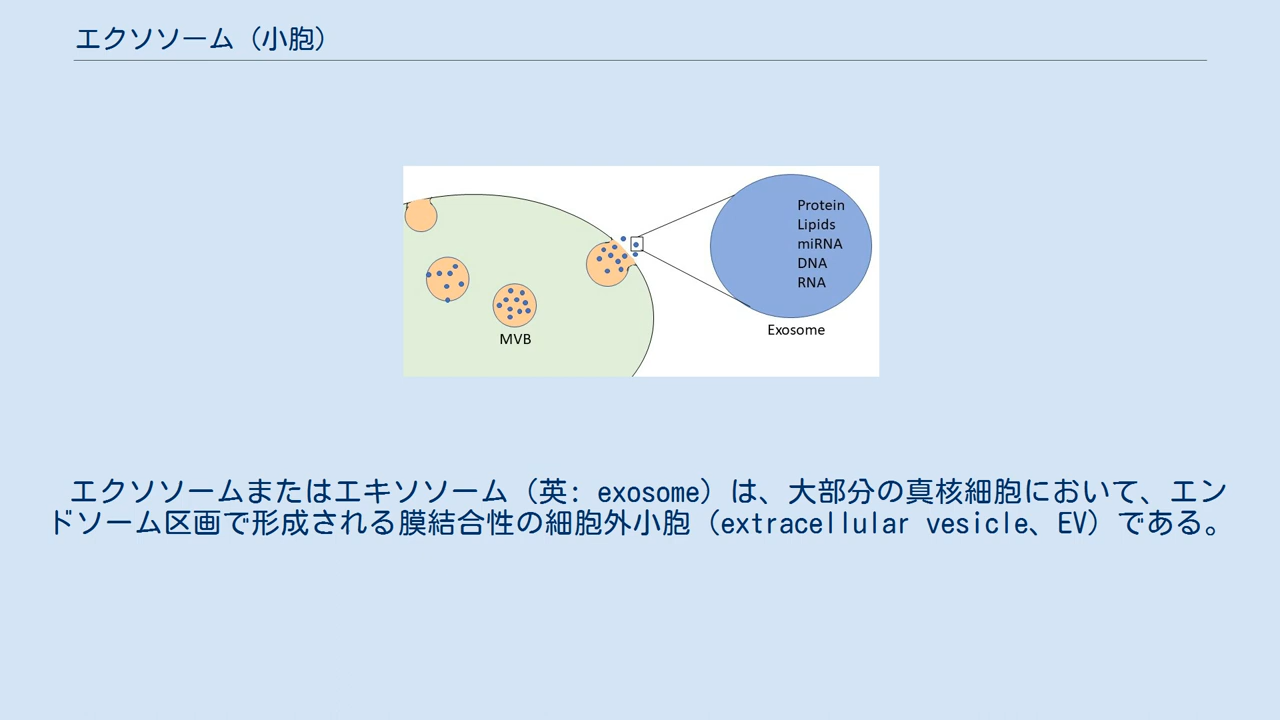 エクソソーム（小胞）
Protein
Lipids
miRNA
DNA
RNA
Exosome
MVB
エクソソームまたはエキソソーム（英: exosome）は、大部分の真核細胞において、エン
ドソーム区画で形成される膜結合性の細胞外小胞（extracellular vesicle、EV）である。